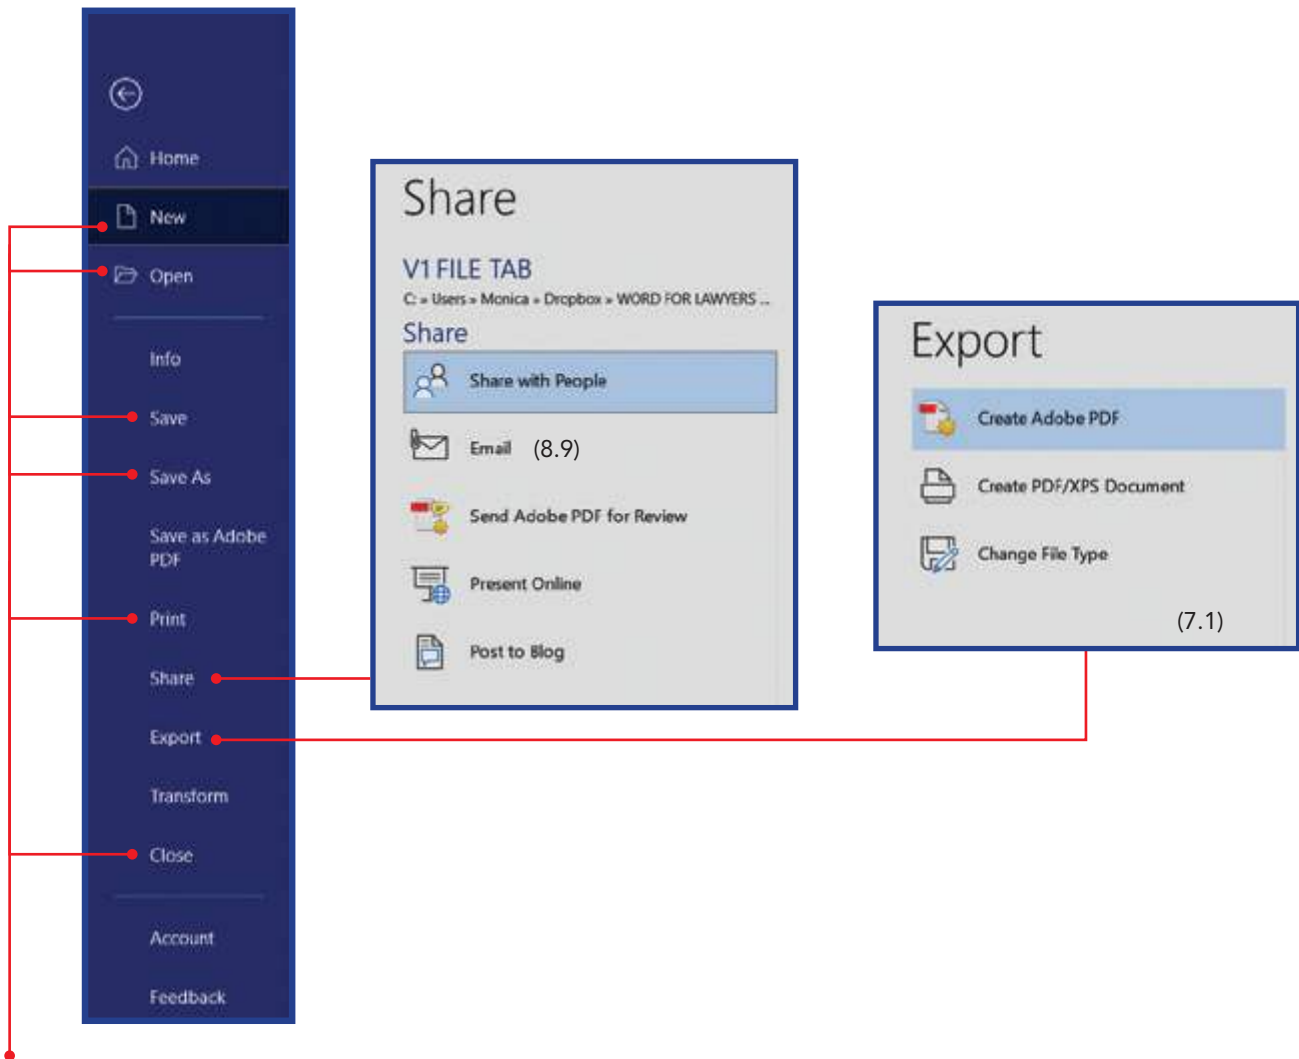 Home
New
Open
Info
Save
Save As
Save as Adobe
PDF
Print
Share
Export
Transform
Close
Account
Feedback
Share
V1 FILE TAB
C: » Users » Monica » Dropbox » WORD FOR LAWYERS ...
Share
Share with People
Email (8.9)
Send Adobe PDF for Review
Present Online
Post to Blog
Export
Create Adobe PDF
Create PDF/XPS Document
Change File Type
(7.1)